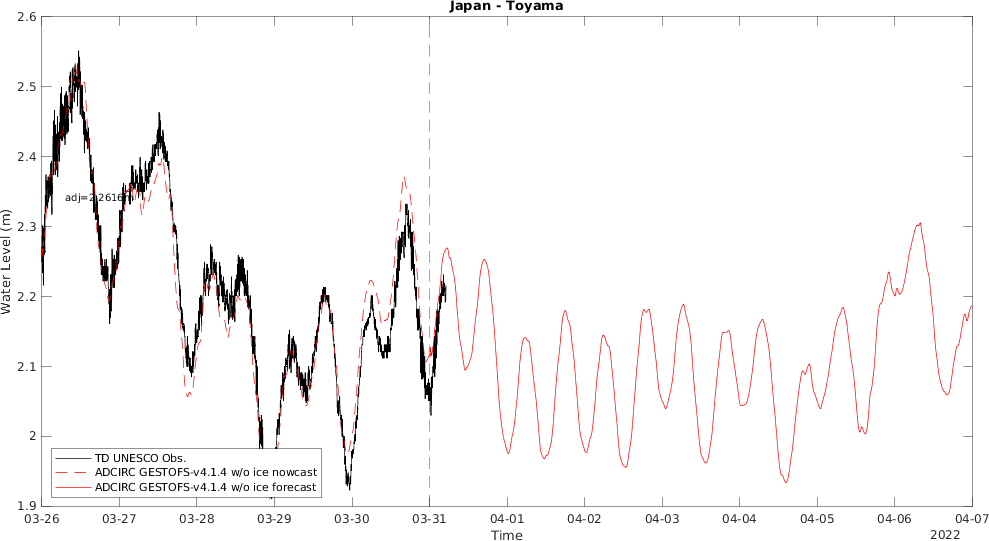 Japan - Toyama
2.6
2.5
2.4
2.3
2.2
2.1
2
1.9
Water Level (m)
adj=2.2616m
TD UNESCO Obs.
ADCIRC GESTOFS-v4.1.4 w/o ice nowcast
ADCIRC GESTOFS-v4.1.4 w/o ice forecast
03-26 03-27 03-28 03-29 03-30 03-31 04-01 04-02 04-03 04-04 04-05 04-06 04-07
Time
2022